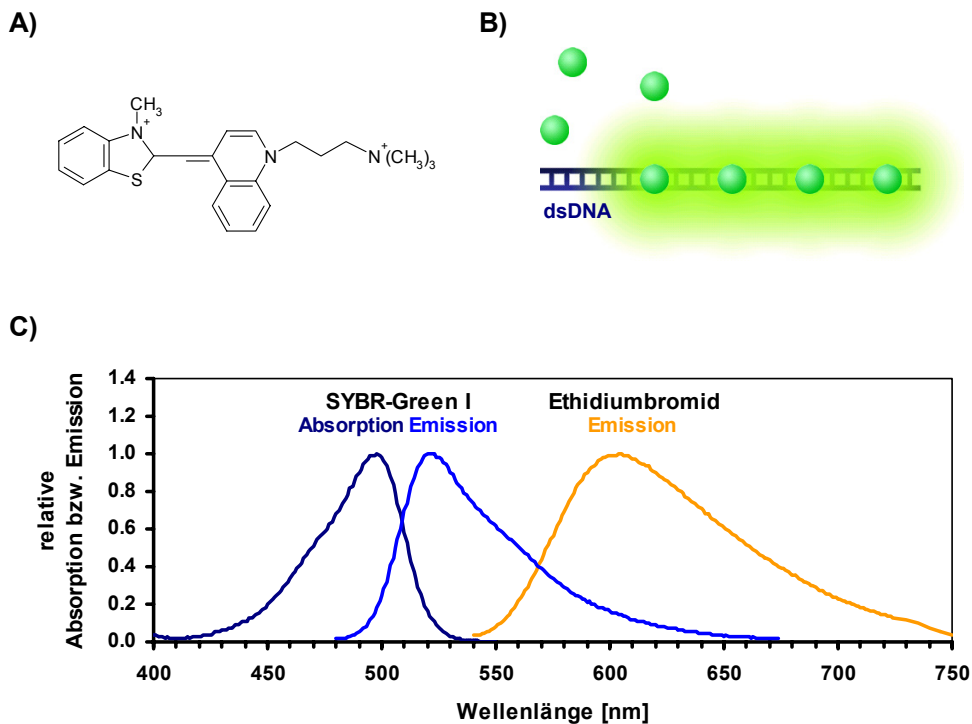 A)
B)
CH3
N+
S
N
N+(CH3)3
dsDNA
C)
SYBR-Green I
Absorption Emission
Ethidiumbromid
Emission
relative
Absorption bzw. Emission
1.4
1.2
1.0
0.8
0.6
0.4
0.2
0.0
400 450 500 550 600 650 700 750
Wellenlänge [nm]